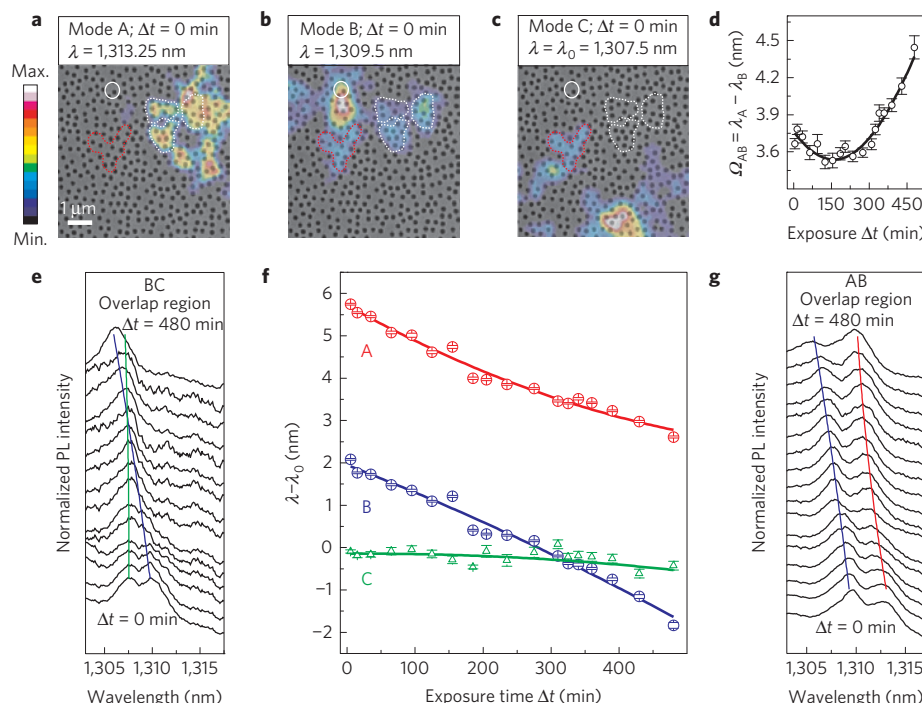 a
Mode A; Δt = 0 min
λ = 1,313.25 nm
Max.
Min.
1 μm
b
Mode B; Δt = 0 min
λ = 1,309.5 nm
c
Mode C; Δt = 0 min
λ = λ0 = 1,307.5 nm
d
4.5
4.2
3.9
3.6
3.3
Ω_AB = λ_A − λ_B (nm)
0 150 300 450
Exposure Δt (min)
e
BC
Overlap region
Δt = 480 min
Δt = 0 min
Normalized PL intensity
1,305 1,310 1,315
Wavelength (nm)
f
6
5
4
3
2
1
0
−1
−2
λ−λ0 (nm)
A
B
C
0 100 200 300 400
Exposure time Δt (min)
g
AB
Overlap region
Δt = 480 min
Δt = 0 min
Normalized PL intensity
1,305 1,310 1,315
Wavelength (nm)